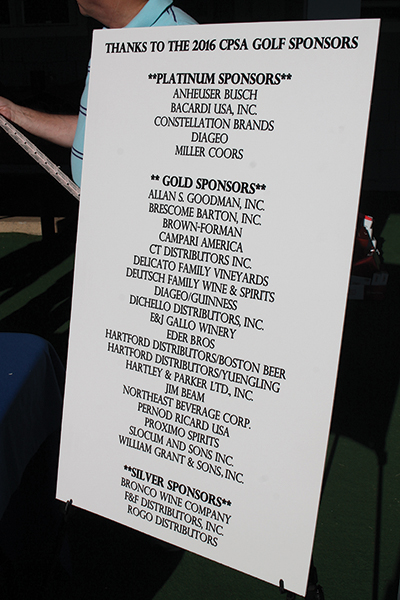 THANKS TO THE 2016 CPSA GOLF SPONSORS
**PLATINUM SPONSORS**
ANHEUSER BUSCH
BACARDI USA, INC.
CONSTELLATION BRANDS
DIAGEO
MILLER COORS
** GOLD SPONSORS**
ALLAN S. GOODMAN, INC.
BRESCOME BARTON, INC.
BROWN-FORMAN
CAMPARI AMERICA
CT DISTRIBUTORS INC.
DELICATO FAMILY VINEYARDS
DEUTSCH FAMILY WINE & SPIRITS
DIAGEO/GUINNESS
DICHELLO DISTRIBUTORS, INC.
E&J GALLO WINERY
EDER BROS
HARTFORD DISTRIBUTORS/BOSTON BEER
HARTFORD DISTRIBUTORS/YUENGLING
HARTLEY & PARKER LTD, INC.
JIM BEAM
NORTHEAST BEVERAGE CORP.
PERNOD RICARD USA
PROXIMO SPIRITS
SLOCUM AND SONS INC.
WILLIAM GRANT & SONS, INC.
**SILVER SPONSORS**
BRONCO WINE COMPANY
F&F DISTRIBUTORS, INC.
ROGO DISTRIBUTORS